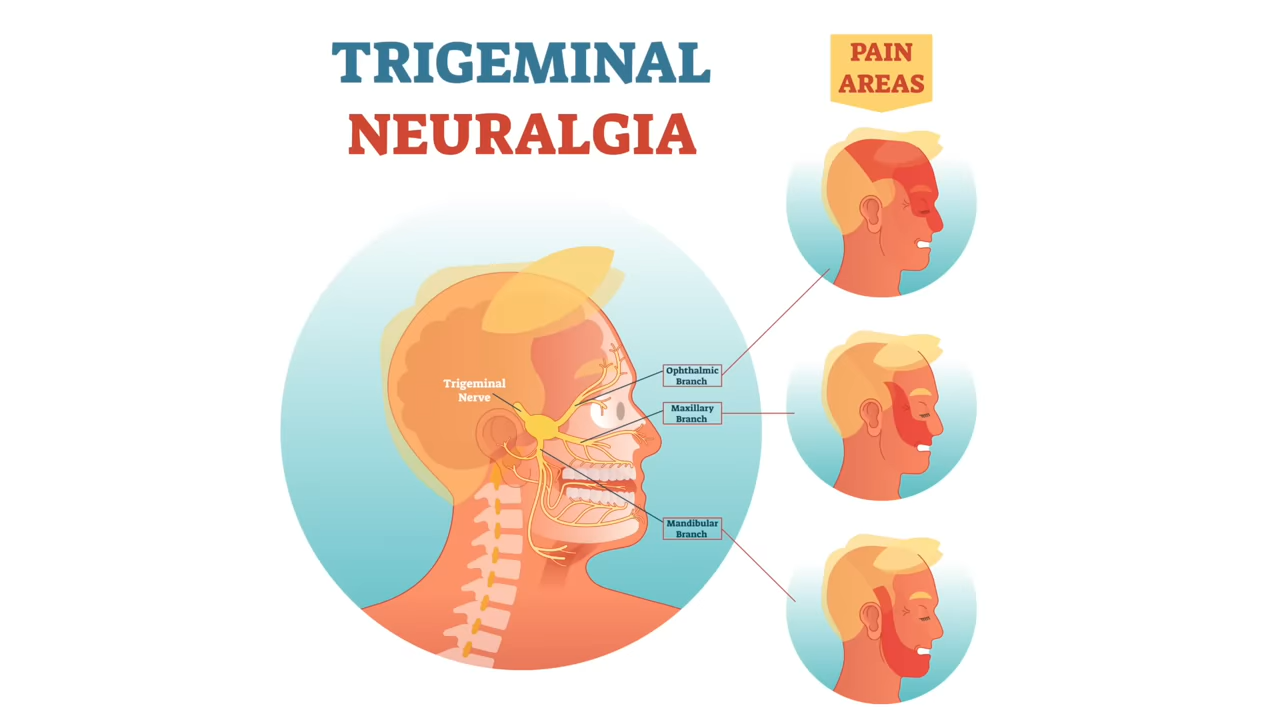 TRIGEMINAL
NEURALGIA
PAIN
AREAS
Trigeminal
Nerve
Ophthalmic
Branch
Maxillary
Branch
Mandibular
Branch